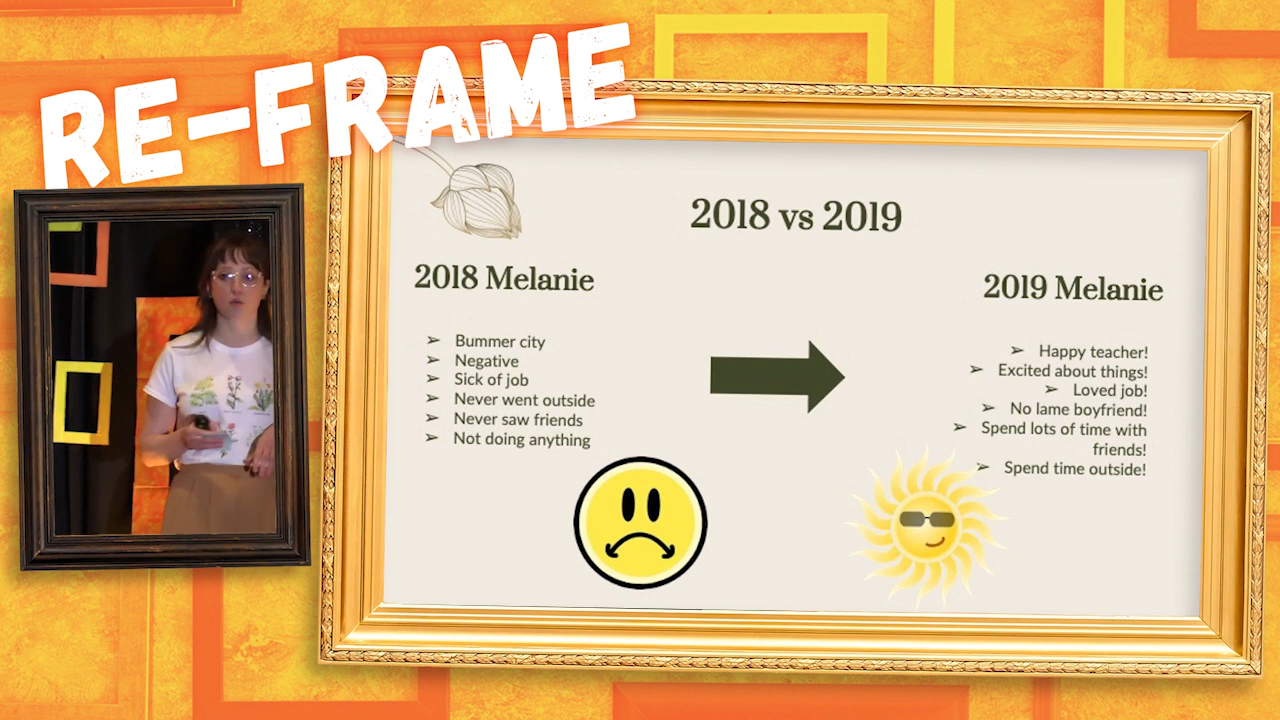 RE-FRAME
2018 vs 2019
2018 Melanie
➢ Bummer city
➢ Negative
➢ Sick of job
➢ Never went outside
➢ Never saw friends
➢ Not doing anything
2019 Melanie
➢ Happy teacher!
➢ Excited about things!
➢ Loved job!
➢ No lame boyfriend!
➢ Spend lots of time with
friends!
➢ Spend time outside!